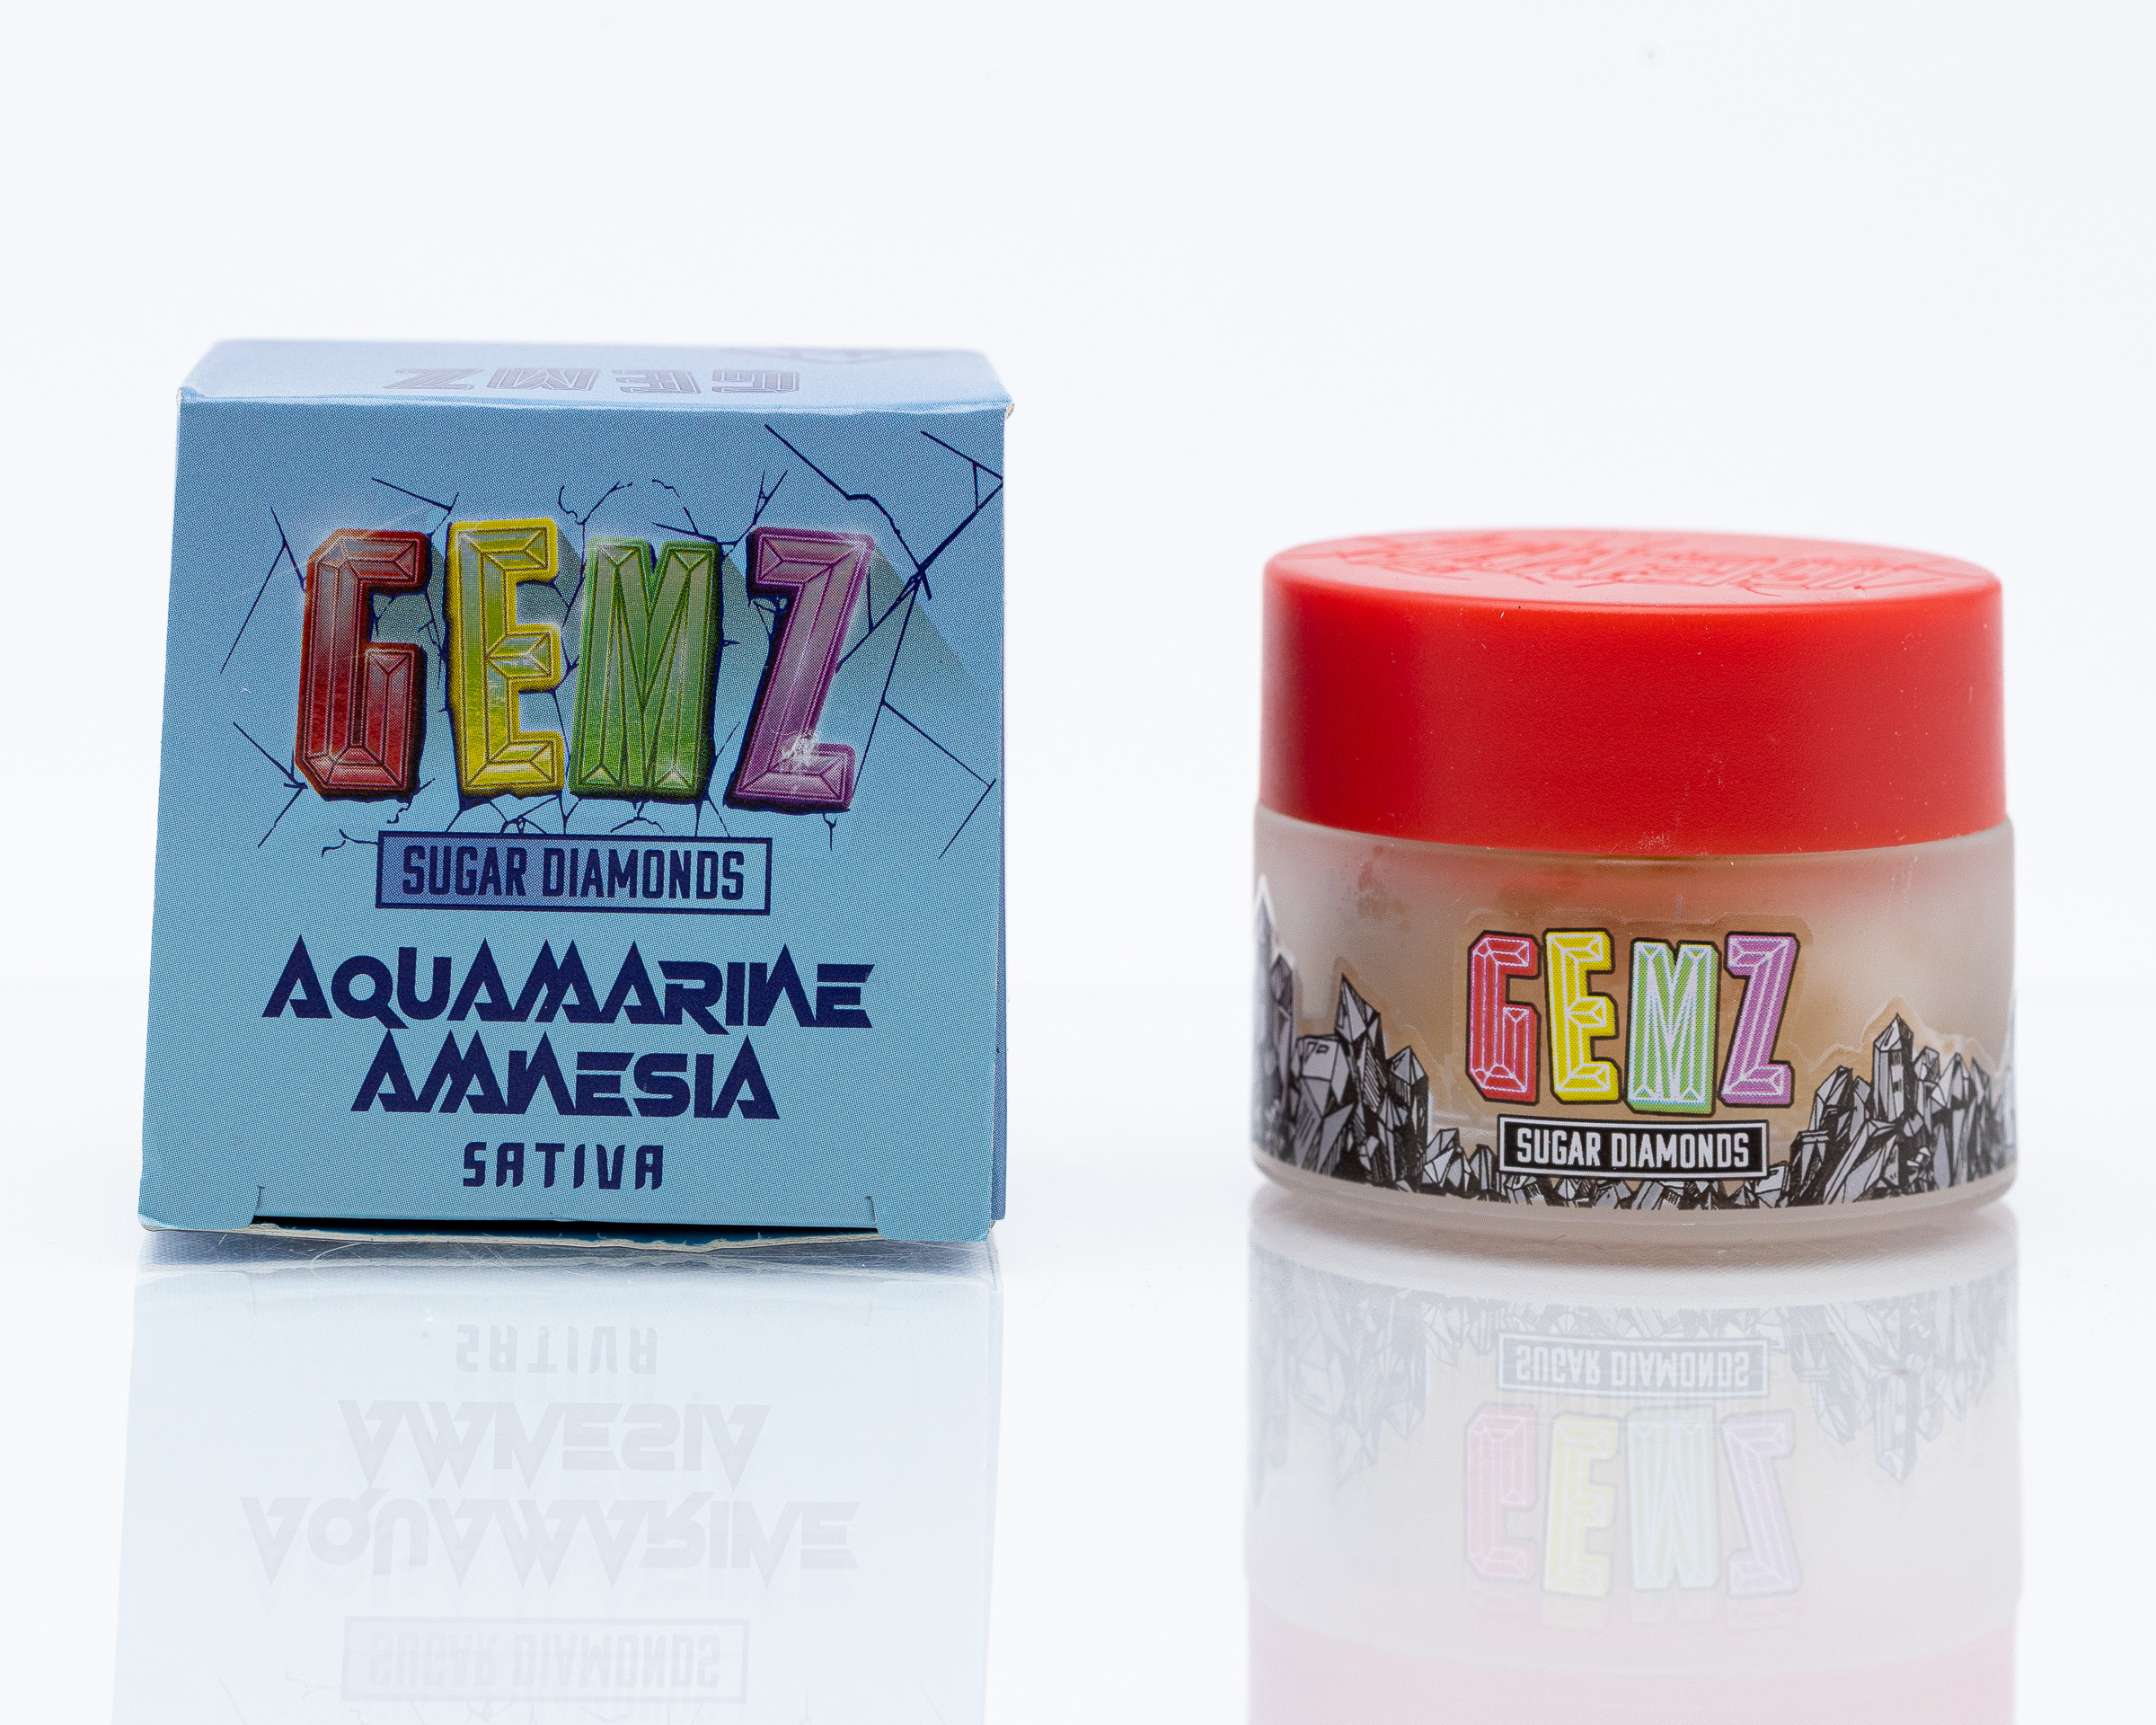 GEMZ
GEMZ
SUGAR DIAMONDS
AQUAMARINE
AMNESIA
SATIVA
GEMZ
SUGAR DIAMONDS